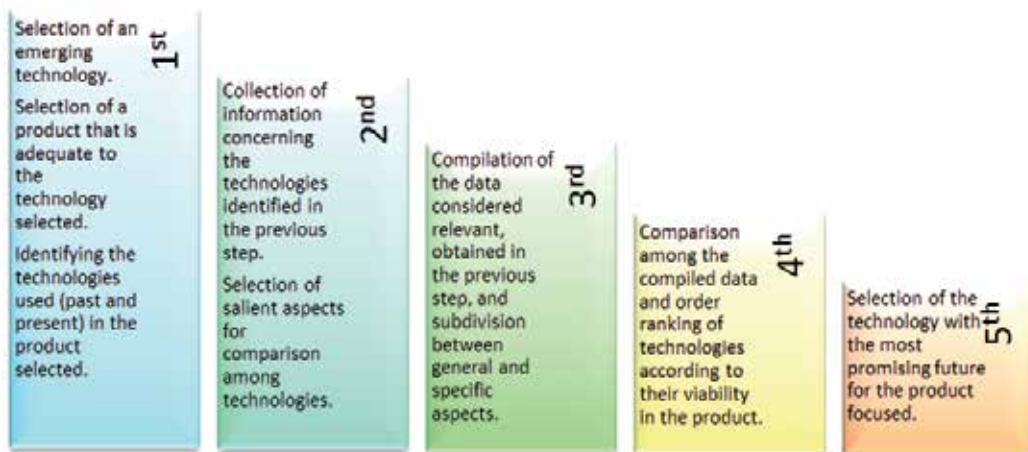 1st
Selection of an
emerging
technology.
Selection of a
product that is
adequate to
the
technology
selected.
Identifying the
technologies
used (past and
present) in the
product
selected.
2nd
Collection of
information
concerning
the
technologies
identified in
the previous
step.
Selection of
salient aspects
for
comparison
among
technologies.
3rd
Compilation of
the data
considered
relevant,
obtained in
the previous
step, and
subdivision
between
general and
specific
aspects.
4th
Comparison
among the
compiled data
and order
ranking of
technologies
according to
their viability
in the product.
5th
Selection of the
technology with
the most
promising future
for the product
focused.